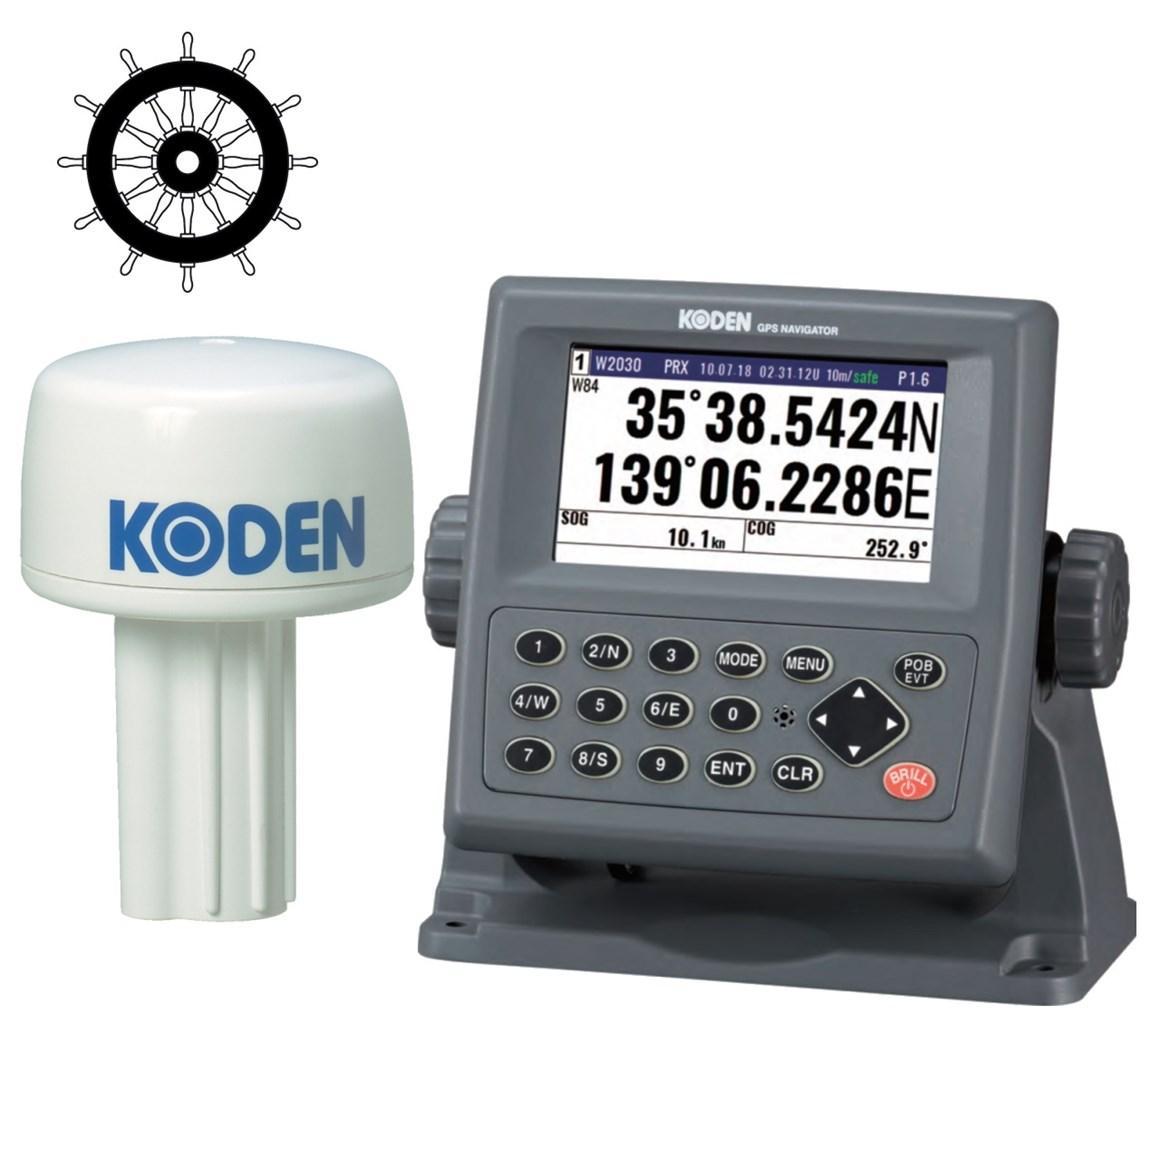 KODEN
KODEN GPS NAVIGATOR
1 W2030 PRX 10.07.18 02.31.12U 10m/safe P1.6
W84
35°38.5424N
139°06.2286E
SOG
10.1kn
COG
252.9°
1 2/N 3 MODE MENU
POB
EVT
4/W 5 6/E 0
7 8/S 9 ENT CLR
BRILL